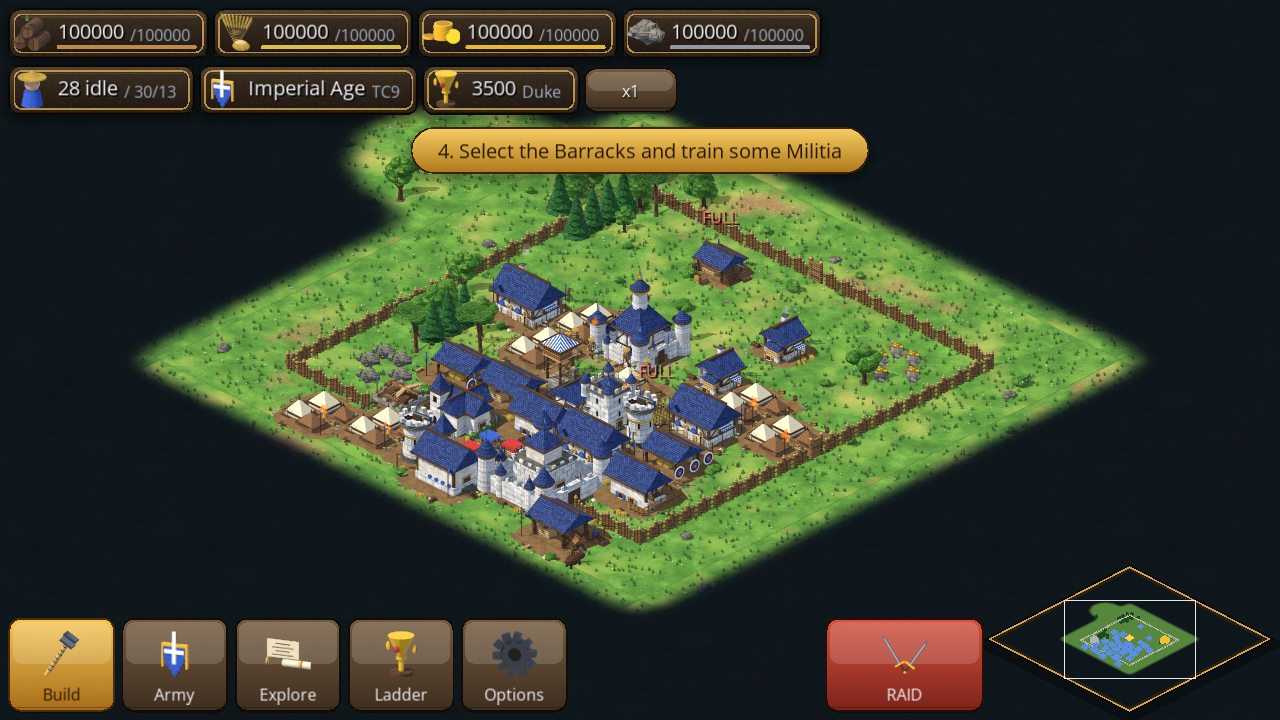 100000 /100000
100000 /100000
100000 /100000
100000 /100000
28 idle / 30/13
Imperial Age TC9
3500 Duke
x1
4. Select the Barracks and train some Militia
FULL
FULL
Build
Army
Explore
Ladder
Options
RAID